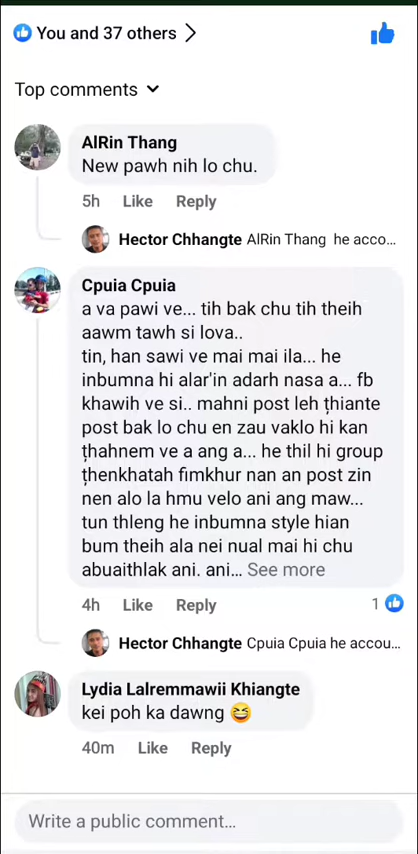 You and 37 others
Top comments
AlRin Thang
New pawh nih lo chu.
5h Like Reply
Hector Chhangte AlRin Thang he acco...
Cpuia Cpuia
a va pawi ve... tih bak chu tih theih
aawm tawh si lova..
tin, han sawi ve mai mai ila... he
inbumna hi alar'in adarh nasa a... fb
khawih ve si.. mahni post leh ṭhiante
post bak lo chu en zau vaklo hi kan
ṭhahnem ve a ang a... he thil hi group
ṭhenkhatah fimkhur nan an post zin
nen alo la hmu velo ani ang maw...
tun thleng he inbumna style hian
bum theih ala nei nual mai hi chu
abuaithlak ani. ani... See more
4h Like Reply 1
Hector Chhangte Cpuia Cpuia he accou...
Lydia Lalremmawii Khiangte
kei poh ka dawng 😆
40m Like Reply
Write a public comment...